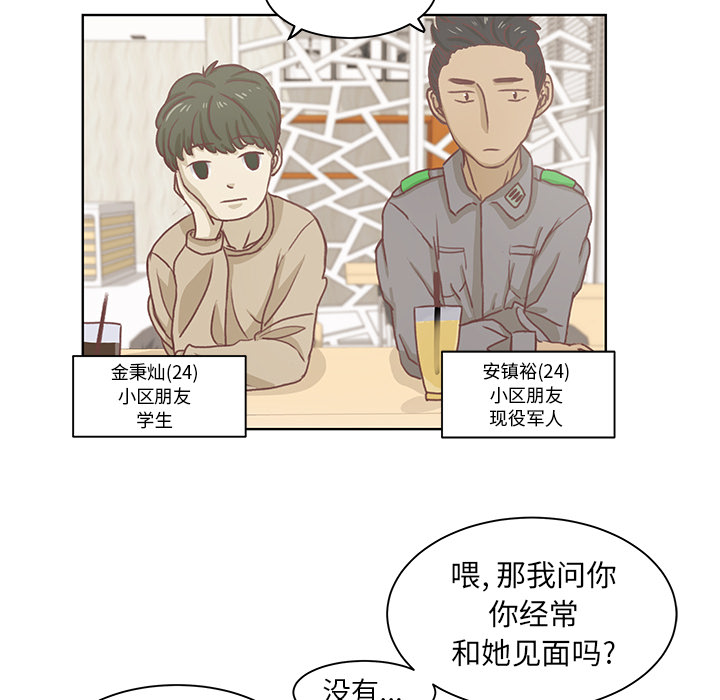 金秉灿(24)
小区朋友
学生
安镇裕(24)
小区朋友
现役军人
喂,那我问你
你经常
和她见面吗?
没有...